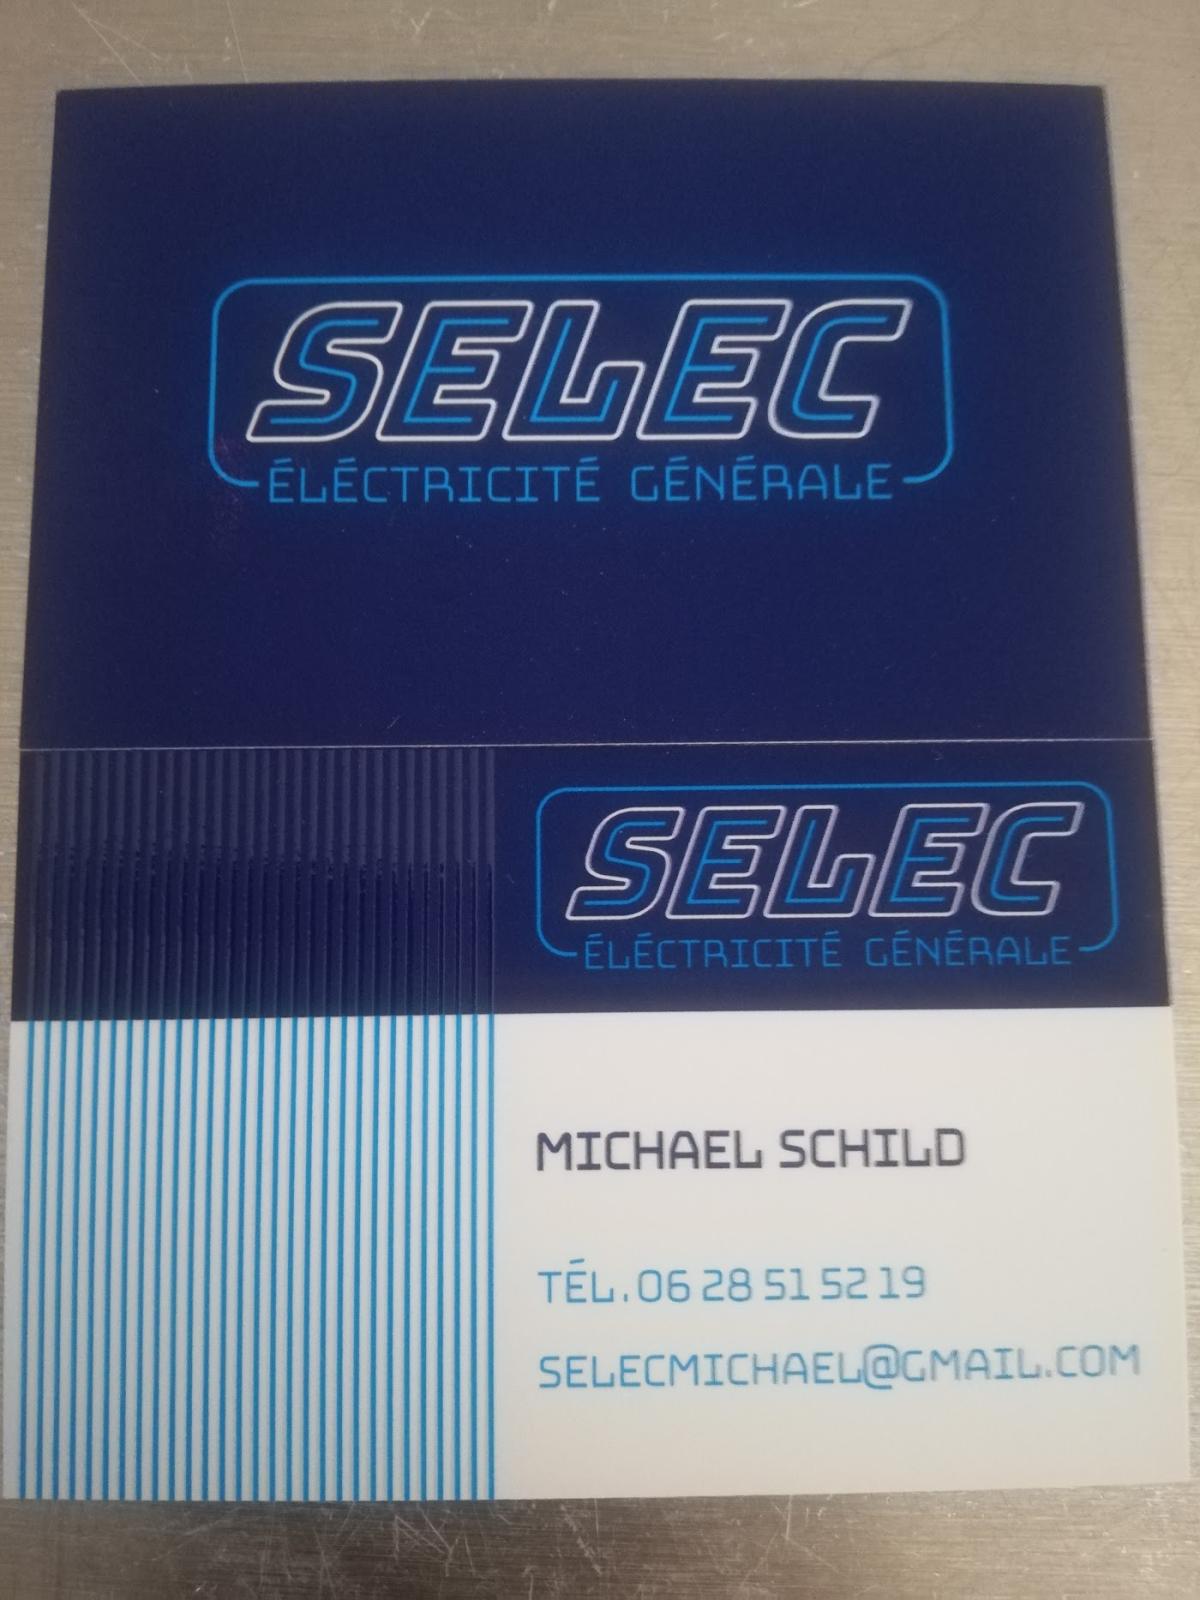 SELEC
ÉLÉCTRICITÉ GÉNÉRALE
SELEC
ÉLÉCTRICITÉ GÉNÉRALE
MICHAEL SCHILD
TÉL. 06 28 51 52 19
SELECMICHAEL@GMAIL.COM